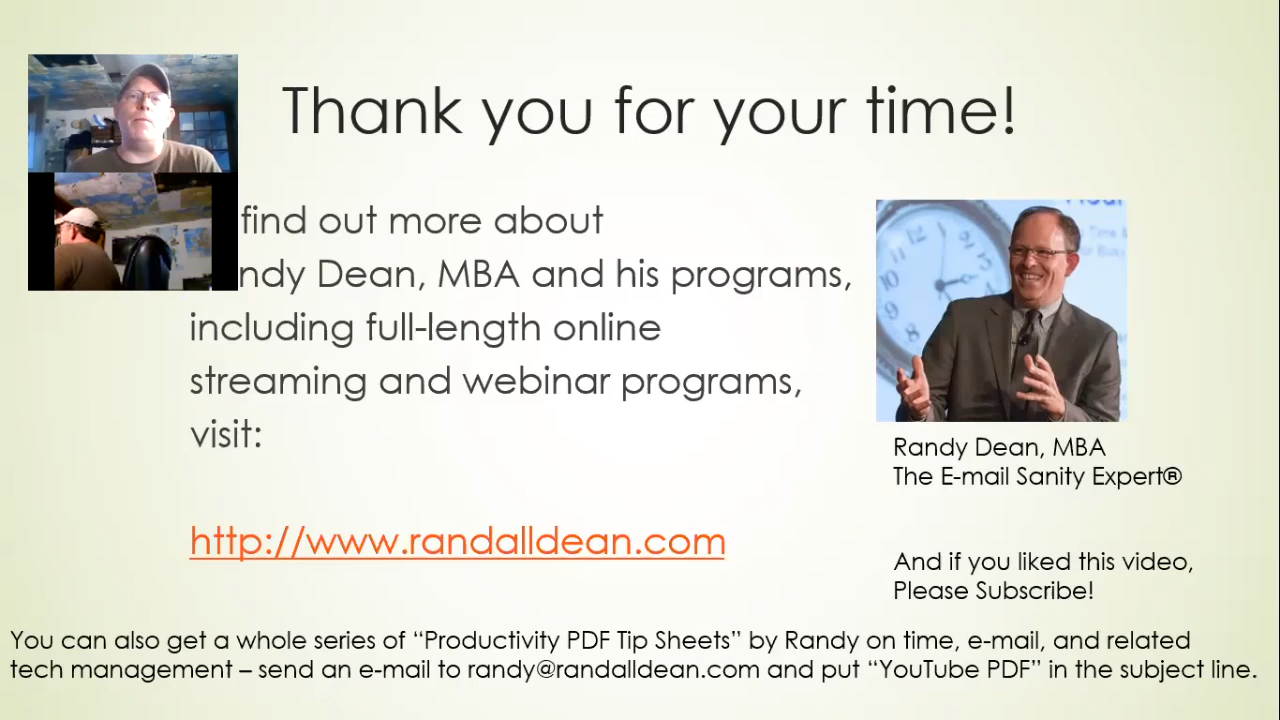 Thank you for your time!
find out more about
ndy Dean, MBA and his programs,
including full-length online
streaming and webinar programs,
visit:
http://www.randalldean.com
Randy Dean, MBA
The E-mail Sanity Expert®
And if you liked this video,
Please Subscribe!
You can also get a whole series of “Productivity PDF Tip Sheets” by Randy on time, e-mail, and related
tech management – send an e-mail to randy@randalldean.com and put “YouTube PDF” in the subject line.